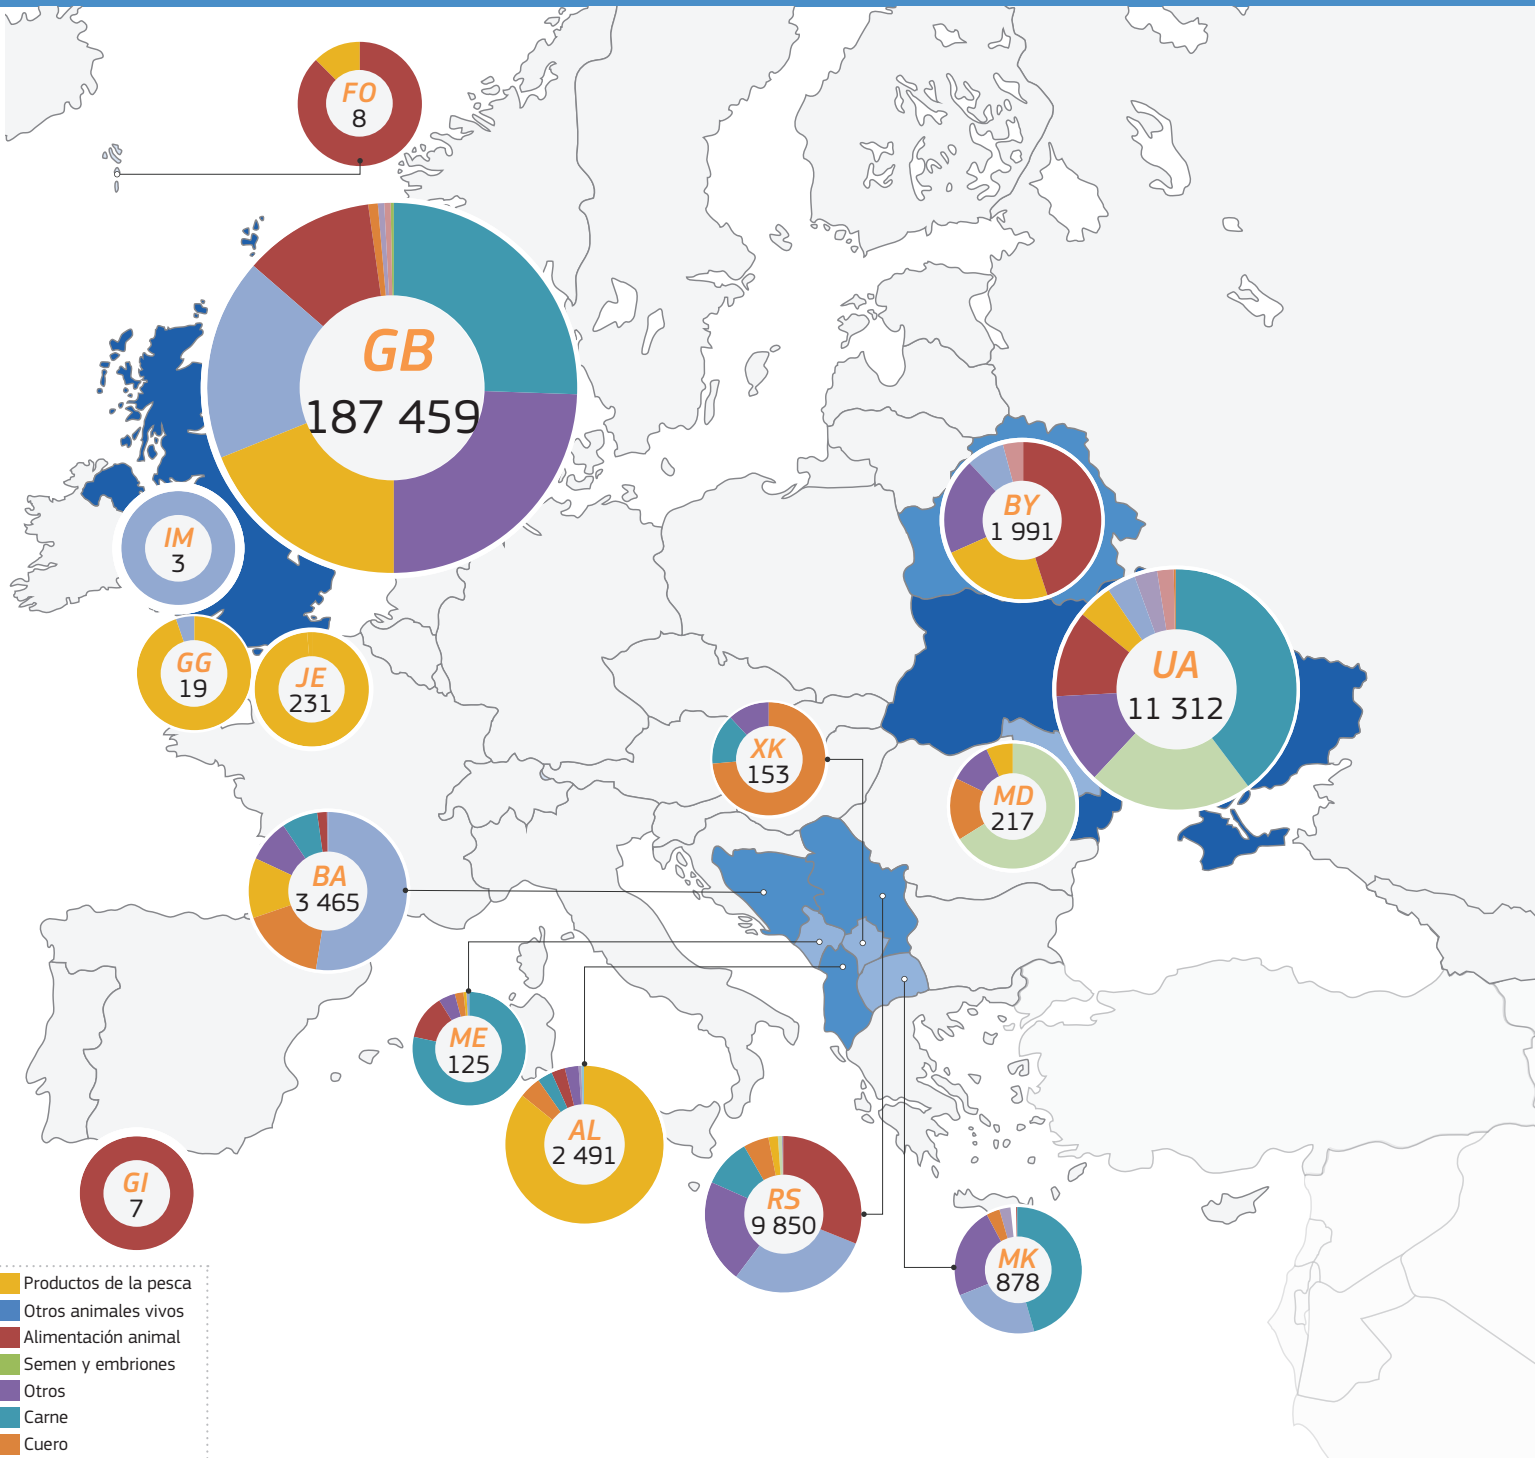 FO
8
GB
187 459
IM
3
GG
19
JE
231
BY
1 991
UA
11 312
XK
153
MD
217
BA
3 465
ME
125
AL
2 491
GI
7
RS
9 850
MK
878
Productos de la pesca
Otros animales vivos
Alimentación animal
Semen y embriones
Otros
Carne
Cuero